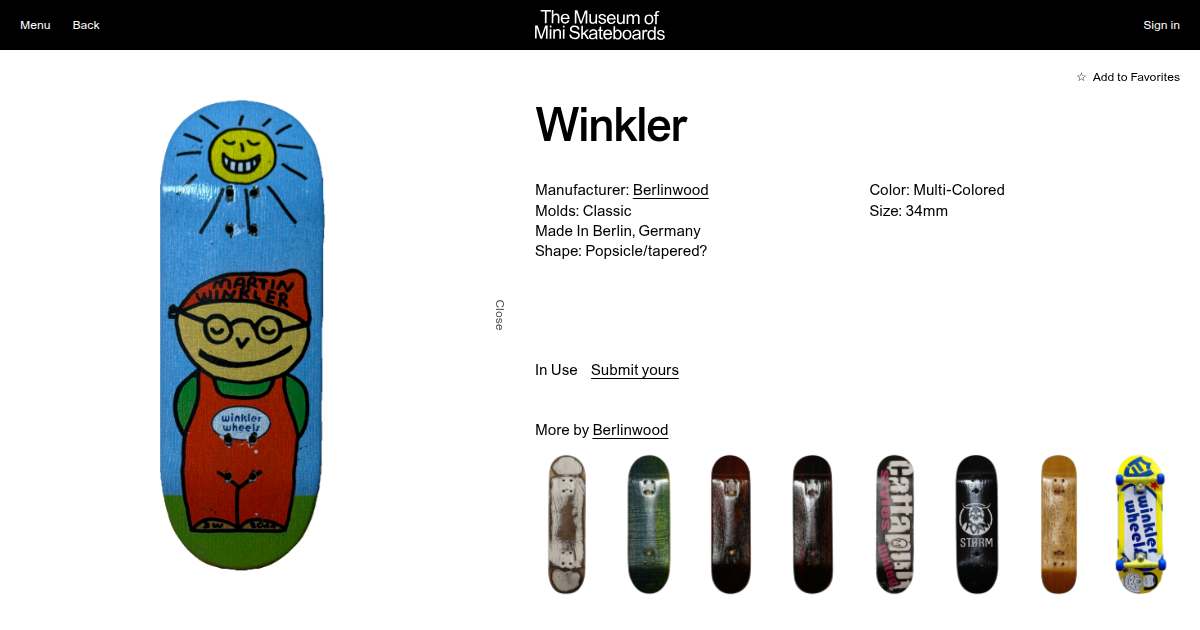 Menu
Back
The Museum of
Mini Skateboards
Sign in
☆ Add to Favorites
Winkler
Manufacturer: Berlinwood
Molds: Classic
Made In Berlin, Germany
Shape: Popsicle/tapered?
Color: Multi-Colored
Size: 34mm
MARTIN
WINKLER
winkler
wheels
Close
In Use Submit yours
More by Berlinwood
STORM
winkler
wheels